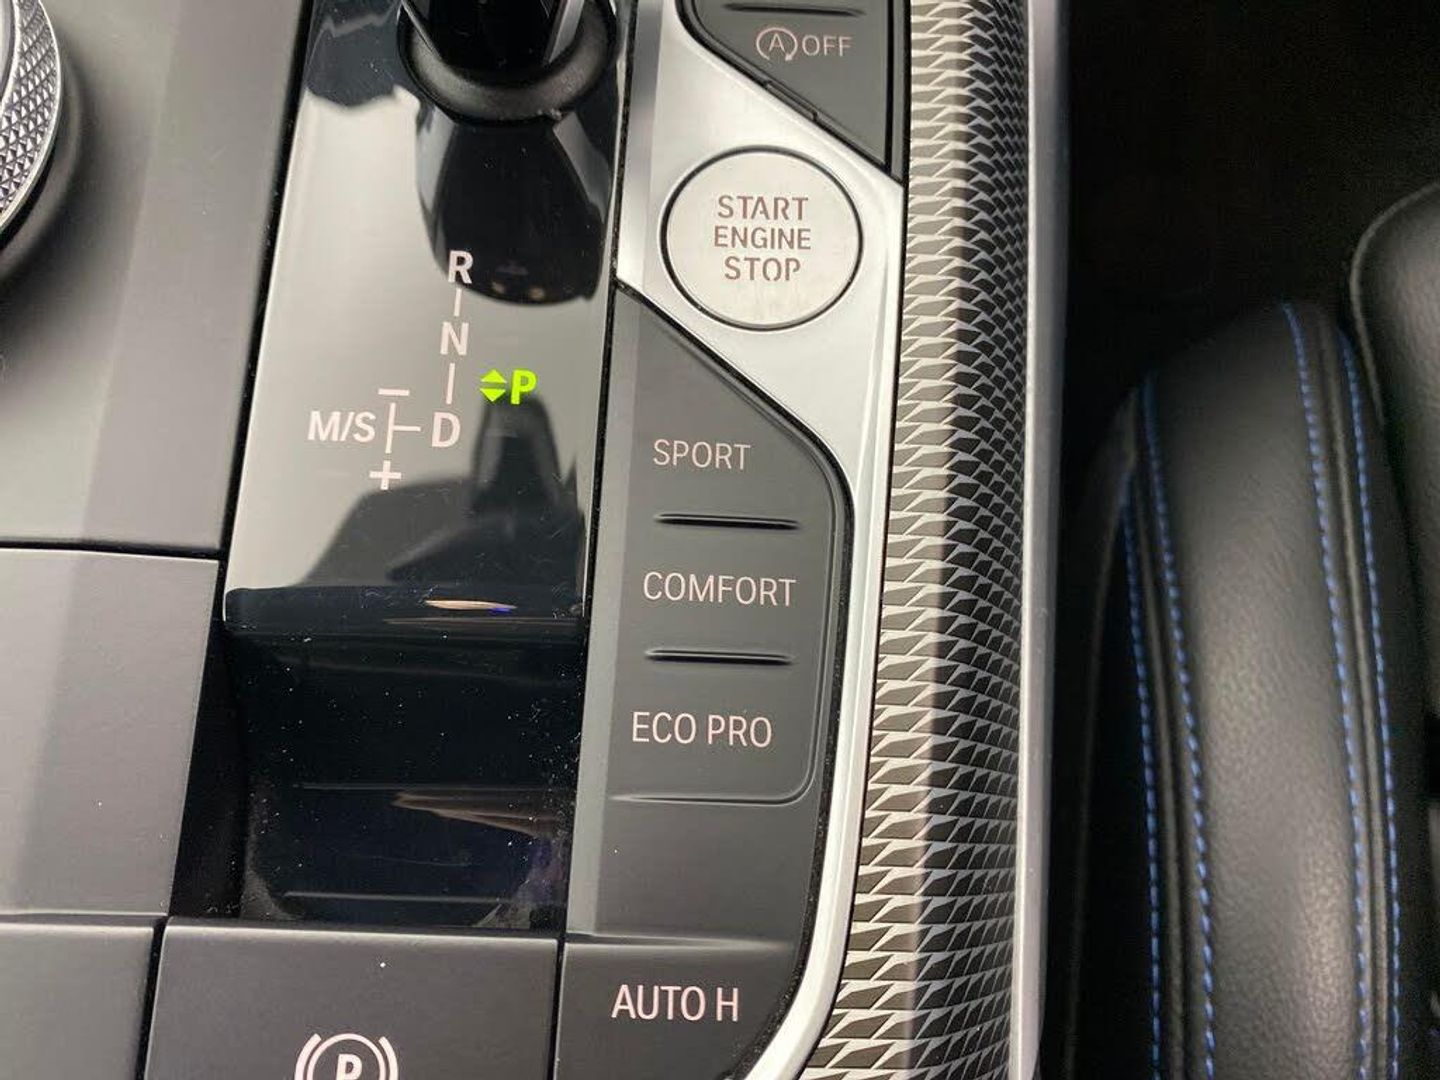 A OFF
START
ENGINE
STOP
R
N
P
M/S
−
D
+
SPORT
COMFORT
ECO PRO
AUTO H
P